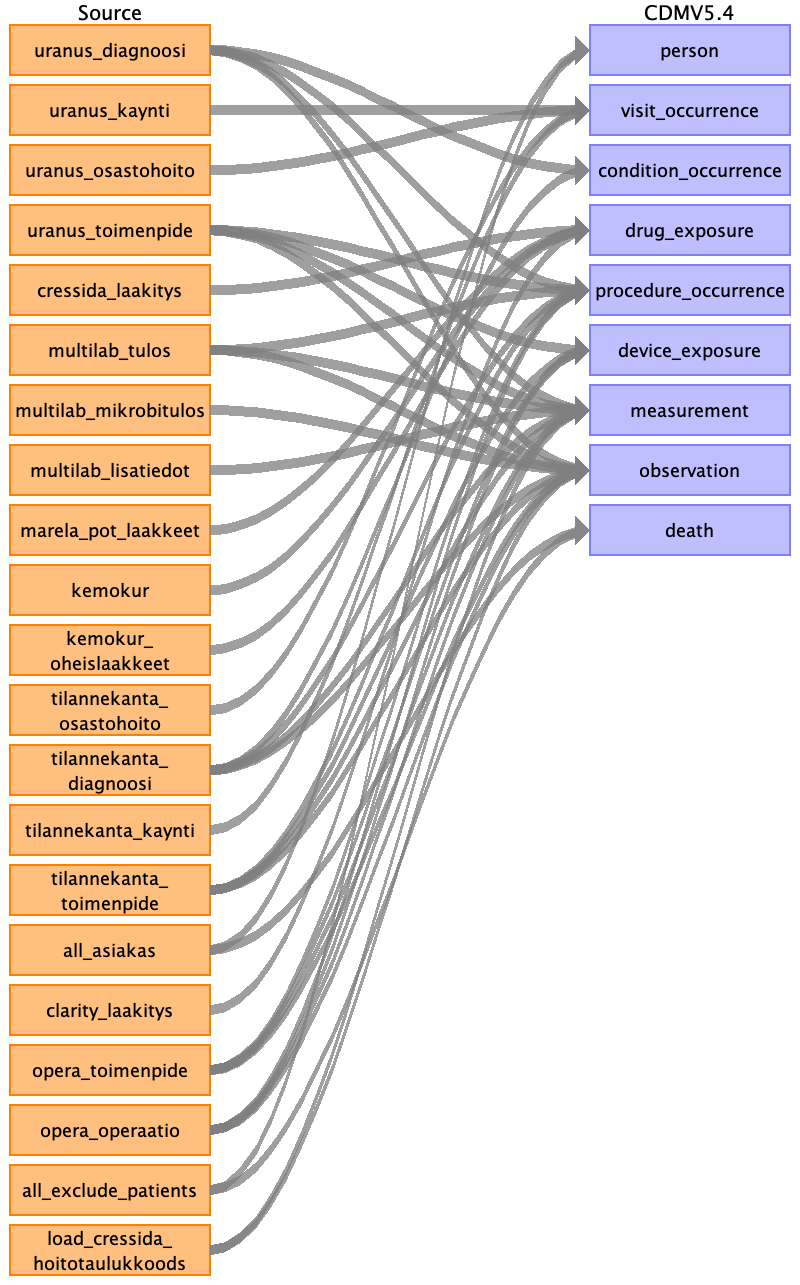 Source
CDMV5.4
uranus_diagnoosi
person
uranus_kaynti
visit_occurrence
uranus_osastohoito
condition_occurrence
uranus_toimenpide
drug_exposure
cressida_laakitys
procedure_occurrence
multilab_tulos
device_exposure
multilab_mikrobitulos
measurement
multilab_lisatiedot
observation
marela_pot_laakkeet
death
kemokur
kemokur_
oheislaakkeet
tilannekanta_
osastohoito
tilannekanta_
diagnoosi
tilannekanta_kaynti
tilannekanta_
toimenpide
all_asiakas
clarity_laakitys
opera_toimenpide
opera_operaatio
all_exclude_patients
load_cressida_
hoitotaulukkoods